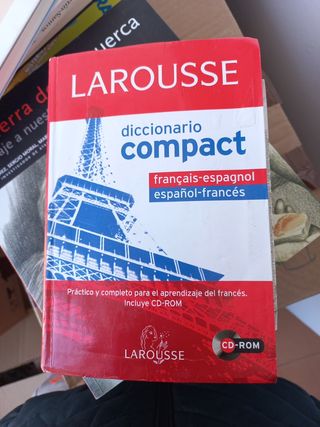 LAROUSSE
diccionario
compact
français-espagnol
español-francés
Práctico y completo para el aprendizaje del francés.
Incluye CD-ROM
LAROUSSE
CD-ROM
uerca